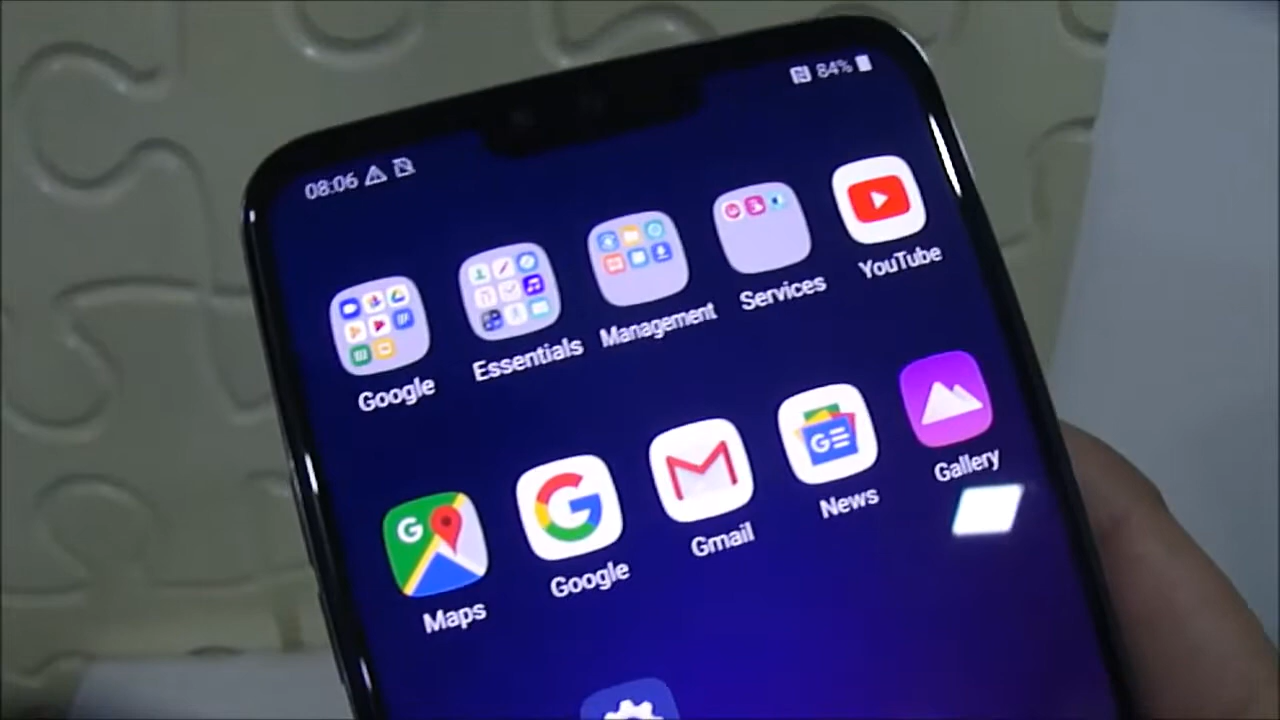 08:06
84%
Google
Essentials
Management
Services
YouTube
Maps
Google
Gmail
News
Gallery